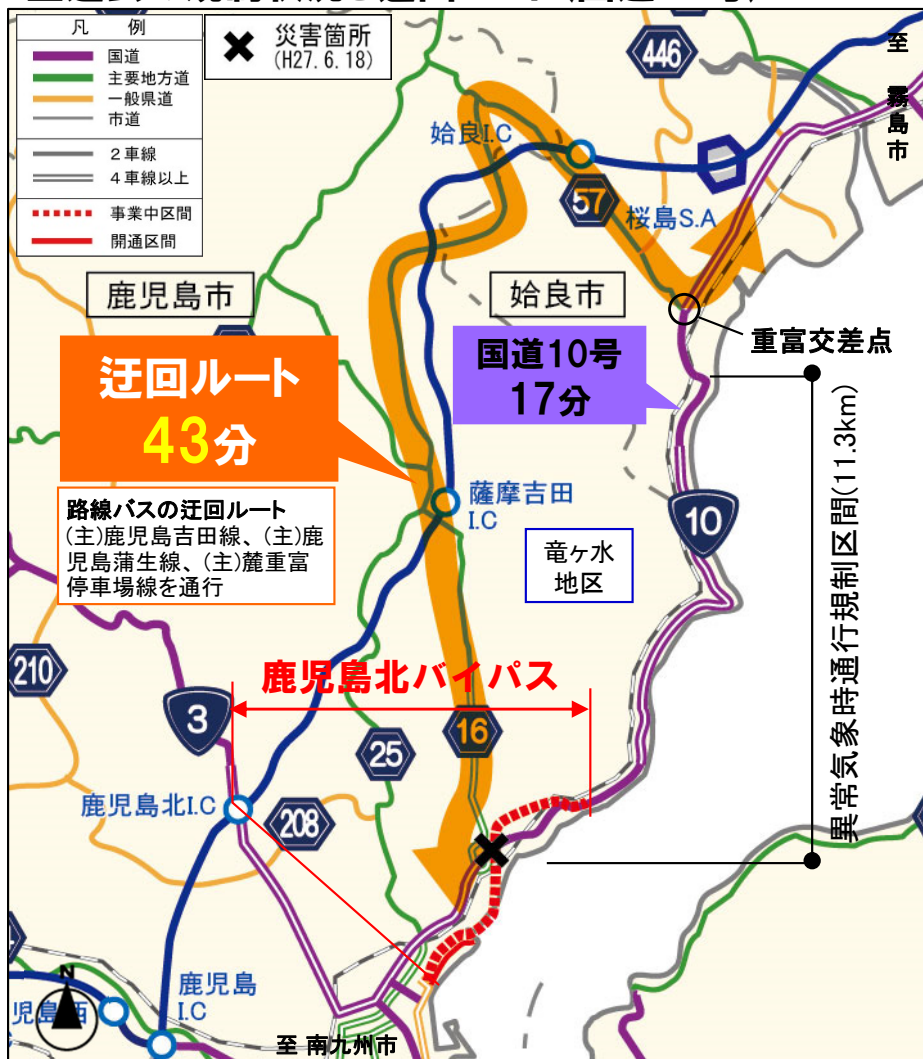 凡 例
国道
主要地方道
一般県道
市道
2車線
4車線以上
事業中区間
開通区間
災害箇所
(H27.6.18)
446
至 霧島市
姶良I.C
57
桜島S.A
鹿児島市
姶良市
重富交差点
迂回ルート
43分
国道10号
17分
路線バスの迂回ルート
(主)鹿児島吉田線、(主)鹿
児島蒲生線、(主)麓重富
停車場線を通行
薩摩吉田
I.C
10
竜ヶ水
地区
異常気象時通行規制区間(11.3km)
210
3
鹿児島北バイパス
16
25
鹿児島北I.C
208
N
鹿児島
I.C
児島西
至 南九州市